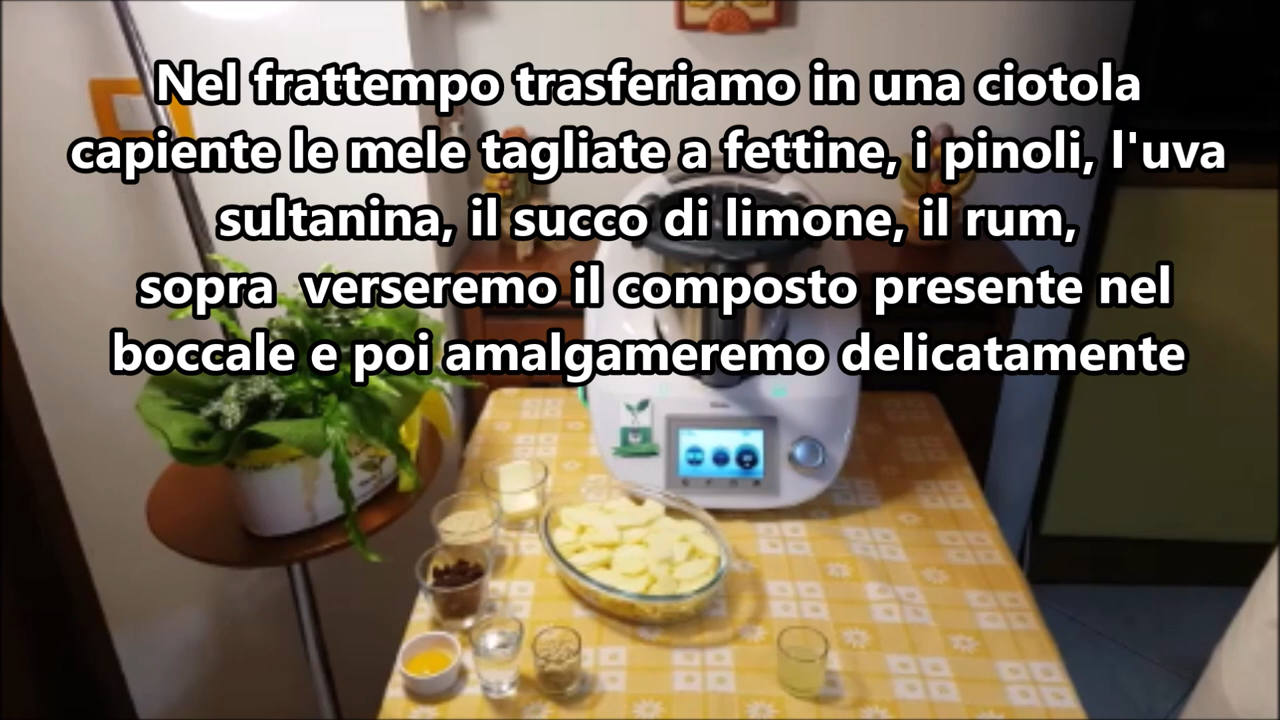 Nel frattempo trasferiamo in una ciotola
capiente le mele tagliate a fettine, i pinoli, l'uva
sultanina, il succo di limone, il rum,
sopra  verseremo il composto presente nel
boccale e poi amalgameremo delicatamente